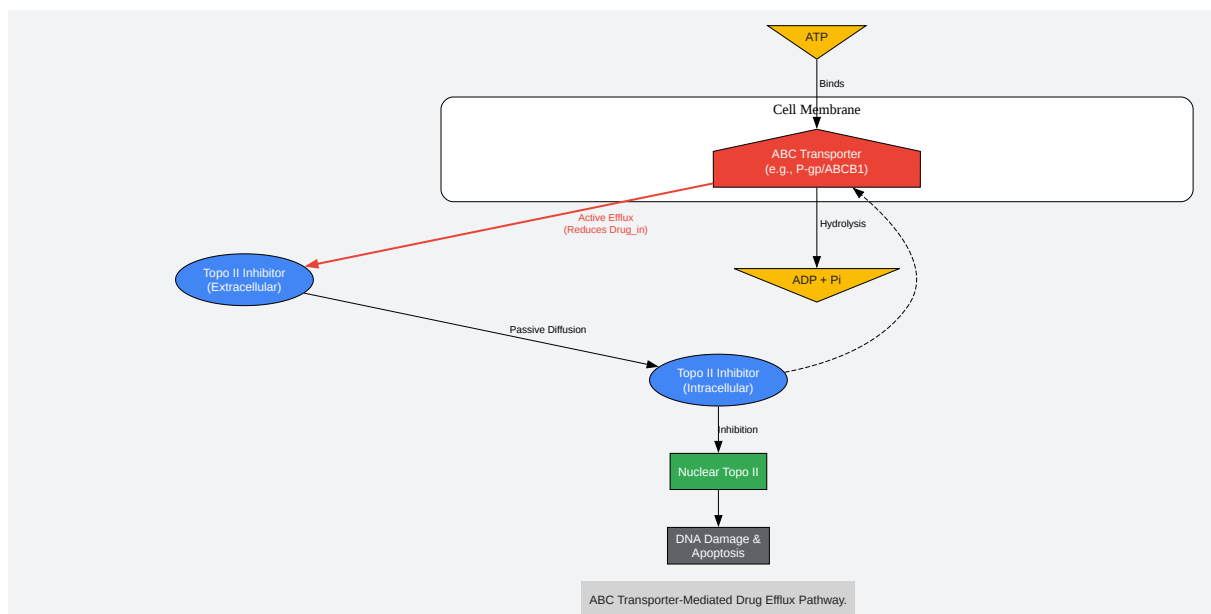 ATP
Binds
Cell Membrane
ABC Transporter
(e.g., P-gp/ABCB1)
Active Efflux
(Reduces Drug_in)
Hydrolysis
Topo II Inhibitor
(Extracellular)
ADP + Pi
Passive Diffusion
Topo II Inhibitor
(Intracellular)
Inhibition
Nuclear Topo II
DNA Damage &
Apoptosis
ABC Transporter-Mediated Drug Efflux Pathway.